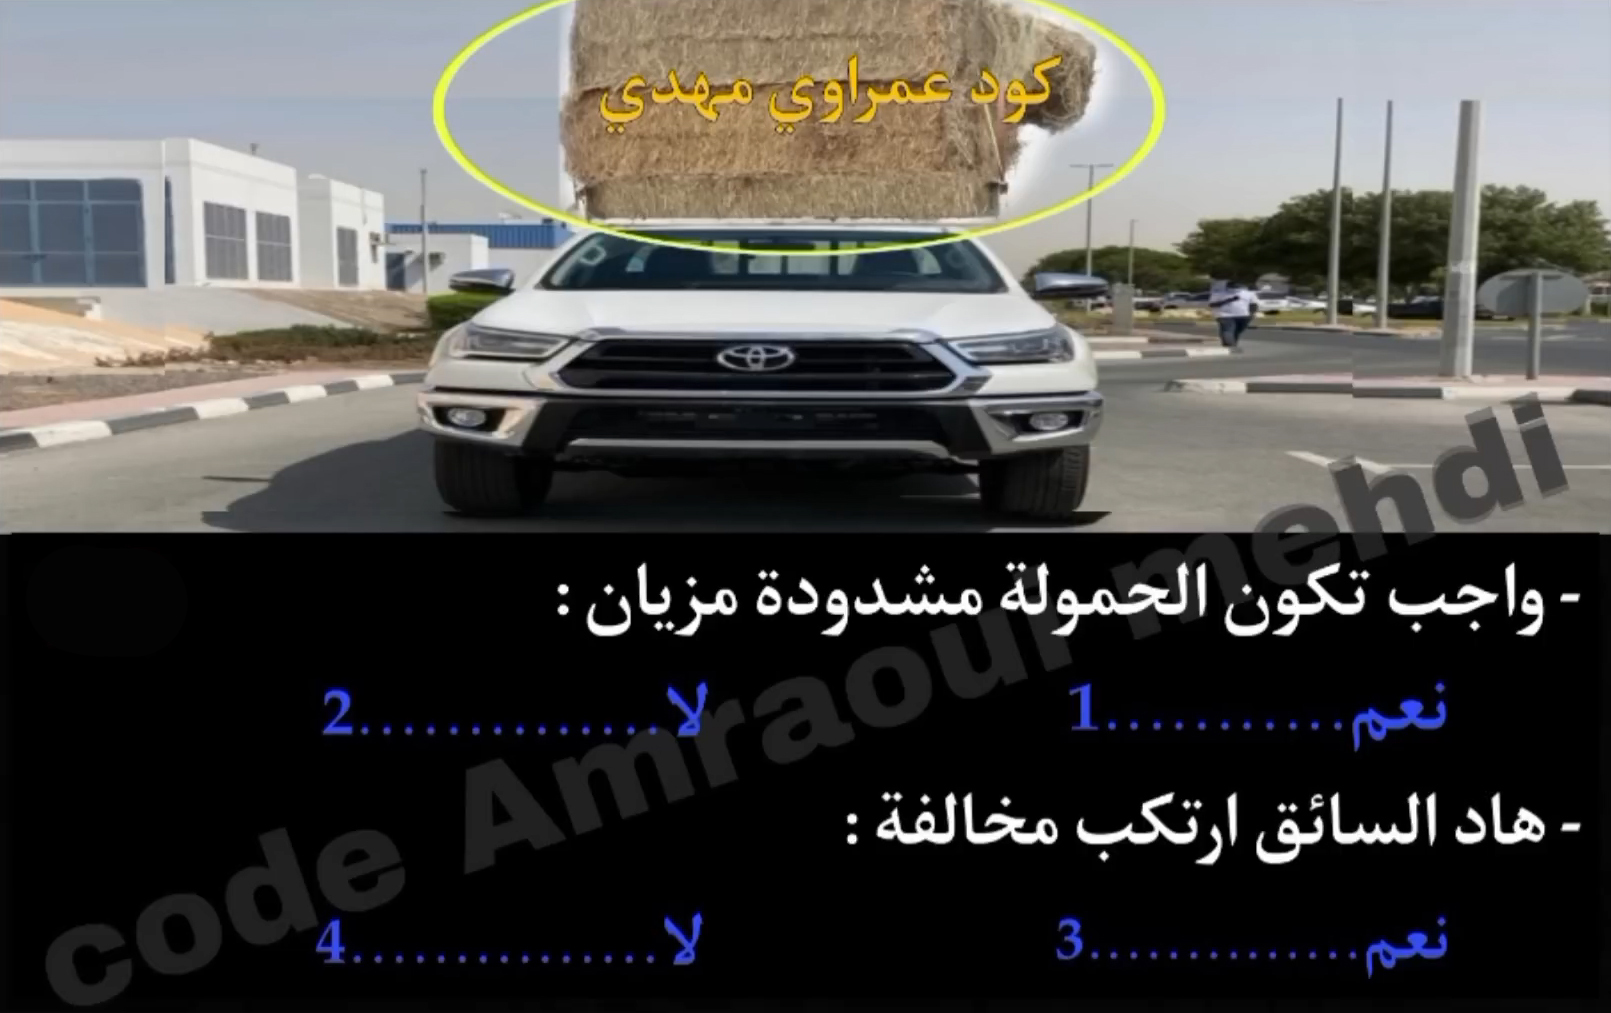 كود عمراوي مهدي
- واجب تكون الحمولة مشدودة مزيان :
نعم...........1 لا..............2
- هاد السائق ارتكب مخالفة :
نعم.............3 لا...............4
code Amraoui mehdi